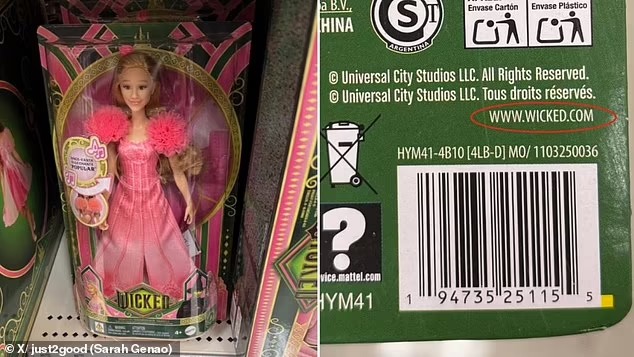 POPULAR
WICKED
© X/ just2good (Sarah Genao)
a B.V.,
CHINA
ARGENTINA
Envase Cartón
Envase Plástico
© Universal City Studios LLC. All Rights Reserved.
© Universal City Studios LLC. Tous droits réservés.
WWW.WICKED.COM
HYM41-4B10 [4LB-D] MO/ 1103250036
?
vice.mattel.com
HYM41
1 94735 25115 5